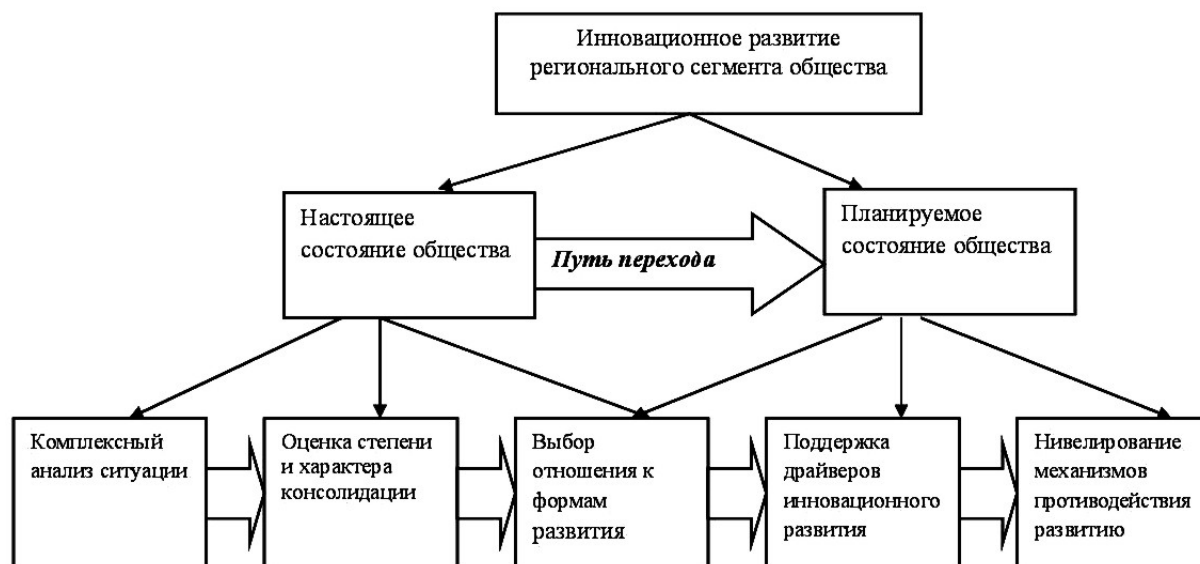 Инновационное развитие
регионального сегмента общества
Настоящее
состояние общества
Путь перехода
Планируемое
состояние общества
Комплексный
анализ ситуации
Оценка степени
и характера
консолидации
Выбор
отношения к
формам
развития
Поддержка
драйверов
инновационного
развития
Нивелирование
механизмов
противодействия
развитию